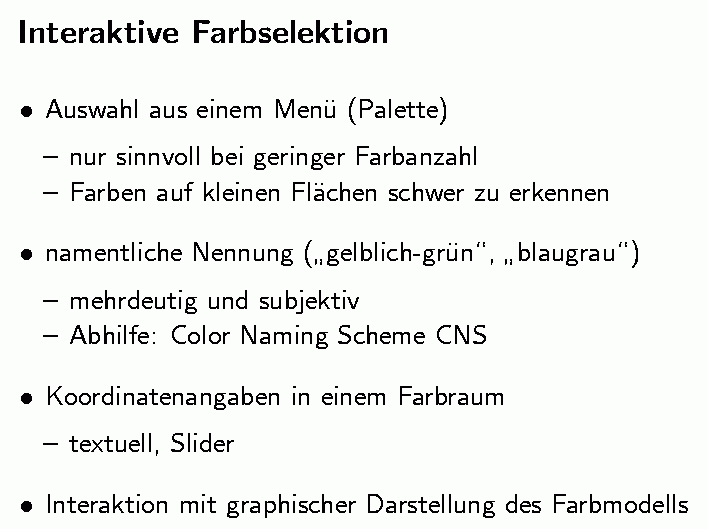 Interaktive Farbselektion
• Auswahl aus einem Menü (Palette)
– nur sinnvoll bei geringer Farbanzahl
– Farben auf kleinen Flächen schwer zu erkennen
• namentliche Nennung („gelblich-grün“, „blaugrau“)
– mehrdeutig und subjektiv
– Abhilfe: Color Naming Scheme CNS
• Koordinatenangaben in einem Farbraum
– textuell, Slider
• Interaktion mit graphischer Darstellung des Farbmodells